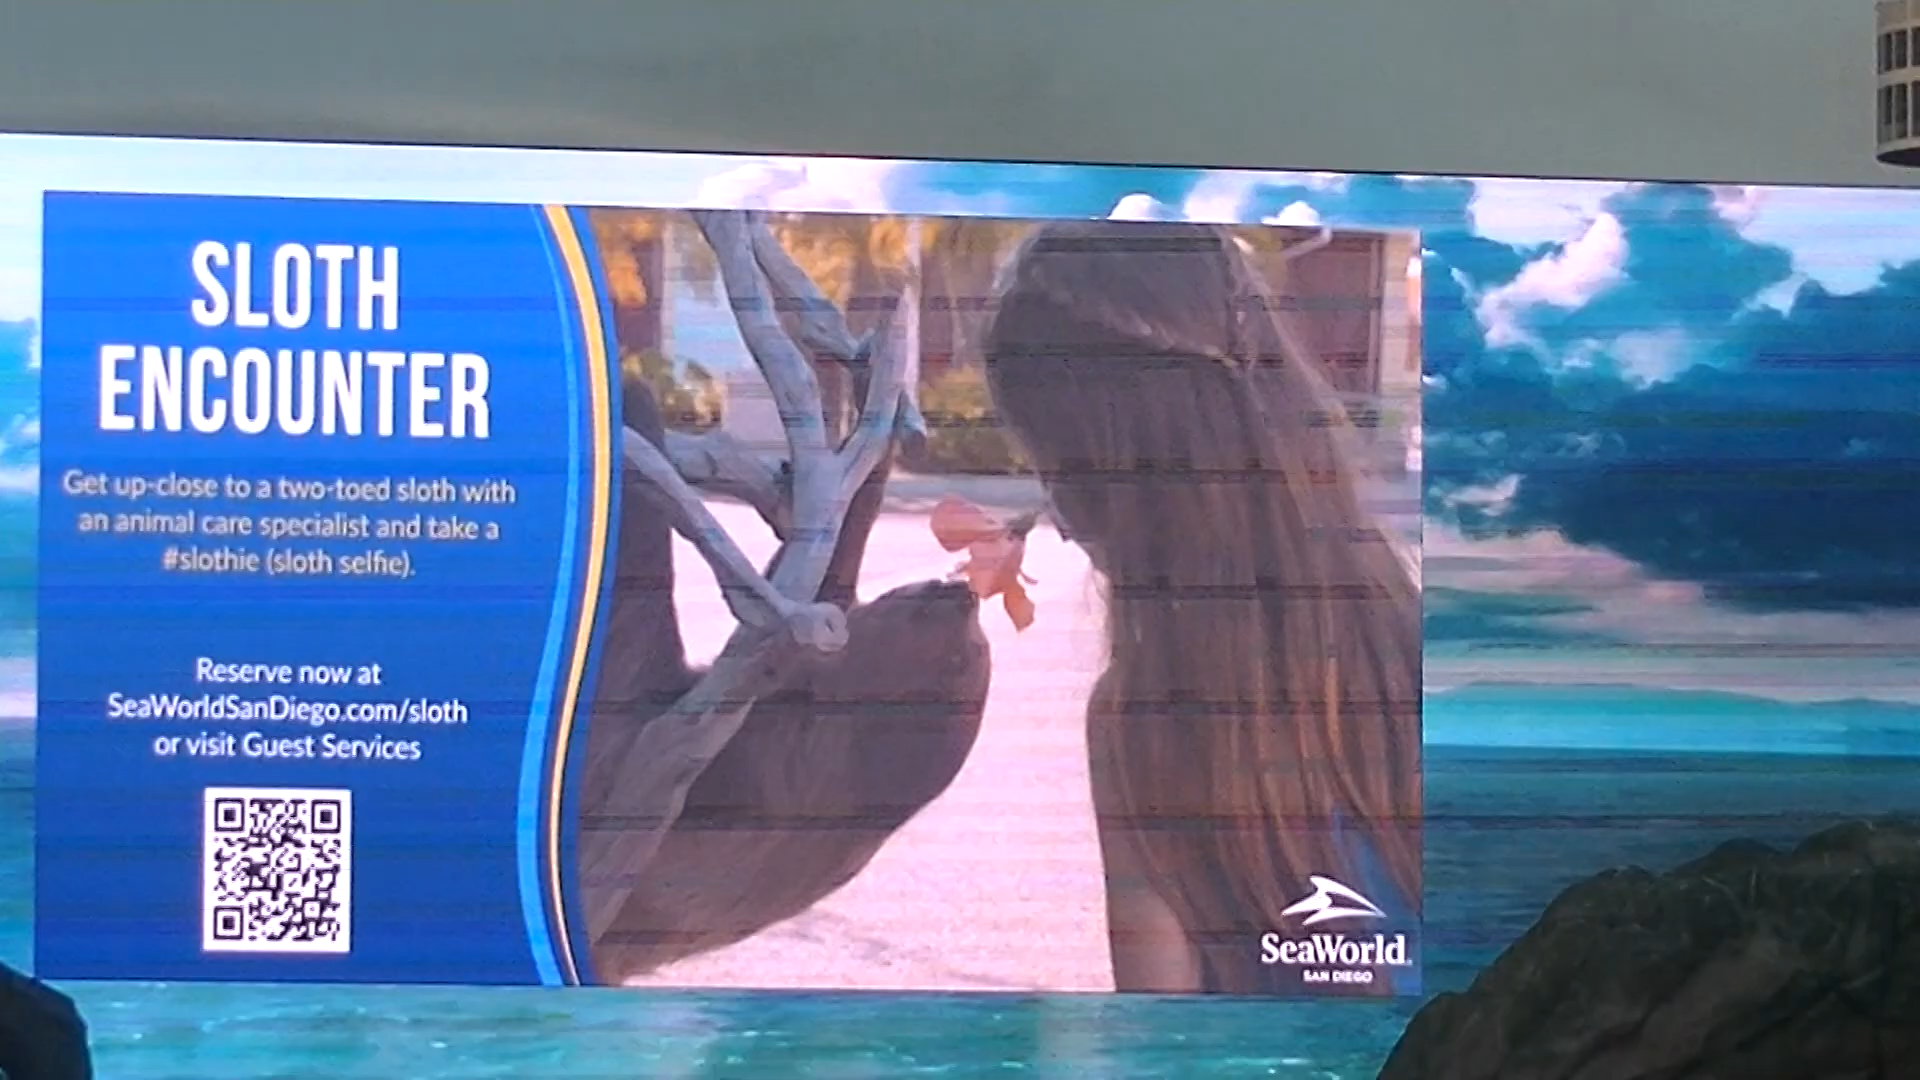 SLOTH
ENCOUNTER
Get up-close to a two-toed sloth with
an animal care specialist and take a
#slothie (sloth selfie).
Reserve now at
SeaWorldSanDiego.com/sloth
or visit Guest Services
SeaWorld
SAN DIEGO